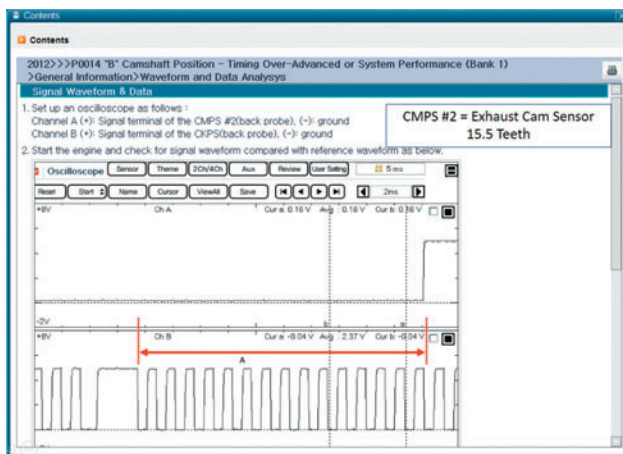 Contents
Contents
2012>>>P0014 "B" Camshaft Position - Timing Over-Advanced or System Performance (Bank 1)
>General Information>Waveform and Data Analysys
Signal Waveform & Data
1. Set up an oscilloscope as follows :
Channel A (+): Signal terminal of the CMPS #2(back probe), (-): ground
Channel B (+): Signal terminal of the CKPS(back probe), (-): ground
CMPS #2 = Exhaust Cam Sensor
15.5 Teeth
2. Start the engine and check for signal waveform compared with reference waveform as below.
Oscilloscope Sensor Theme 2Ch/4Ch Aux Review User Setting 5 ms
Reset Start Name Cursor ViewAll Save 2ms
+8V Ch A Cur a: 0.16 V Avg : 0.16 V Cur b: 0.16 V
-2V b a
+8V Ch B Cur a: -0.04 V Avg : 2.37 V Cur b: -0.04 V
A